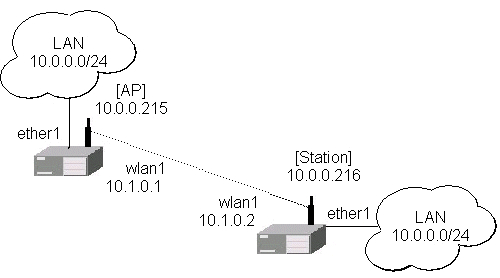 LAN
10.0.0.0/24
[AP]
10.0.0.215
ether1
wlan1
10.1.0.1
[Station]
10.0.0.216
wlan1
10.1.0.2
ether1
LAN
10.0.0.0/24